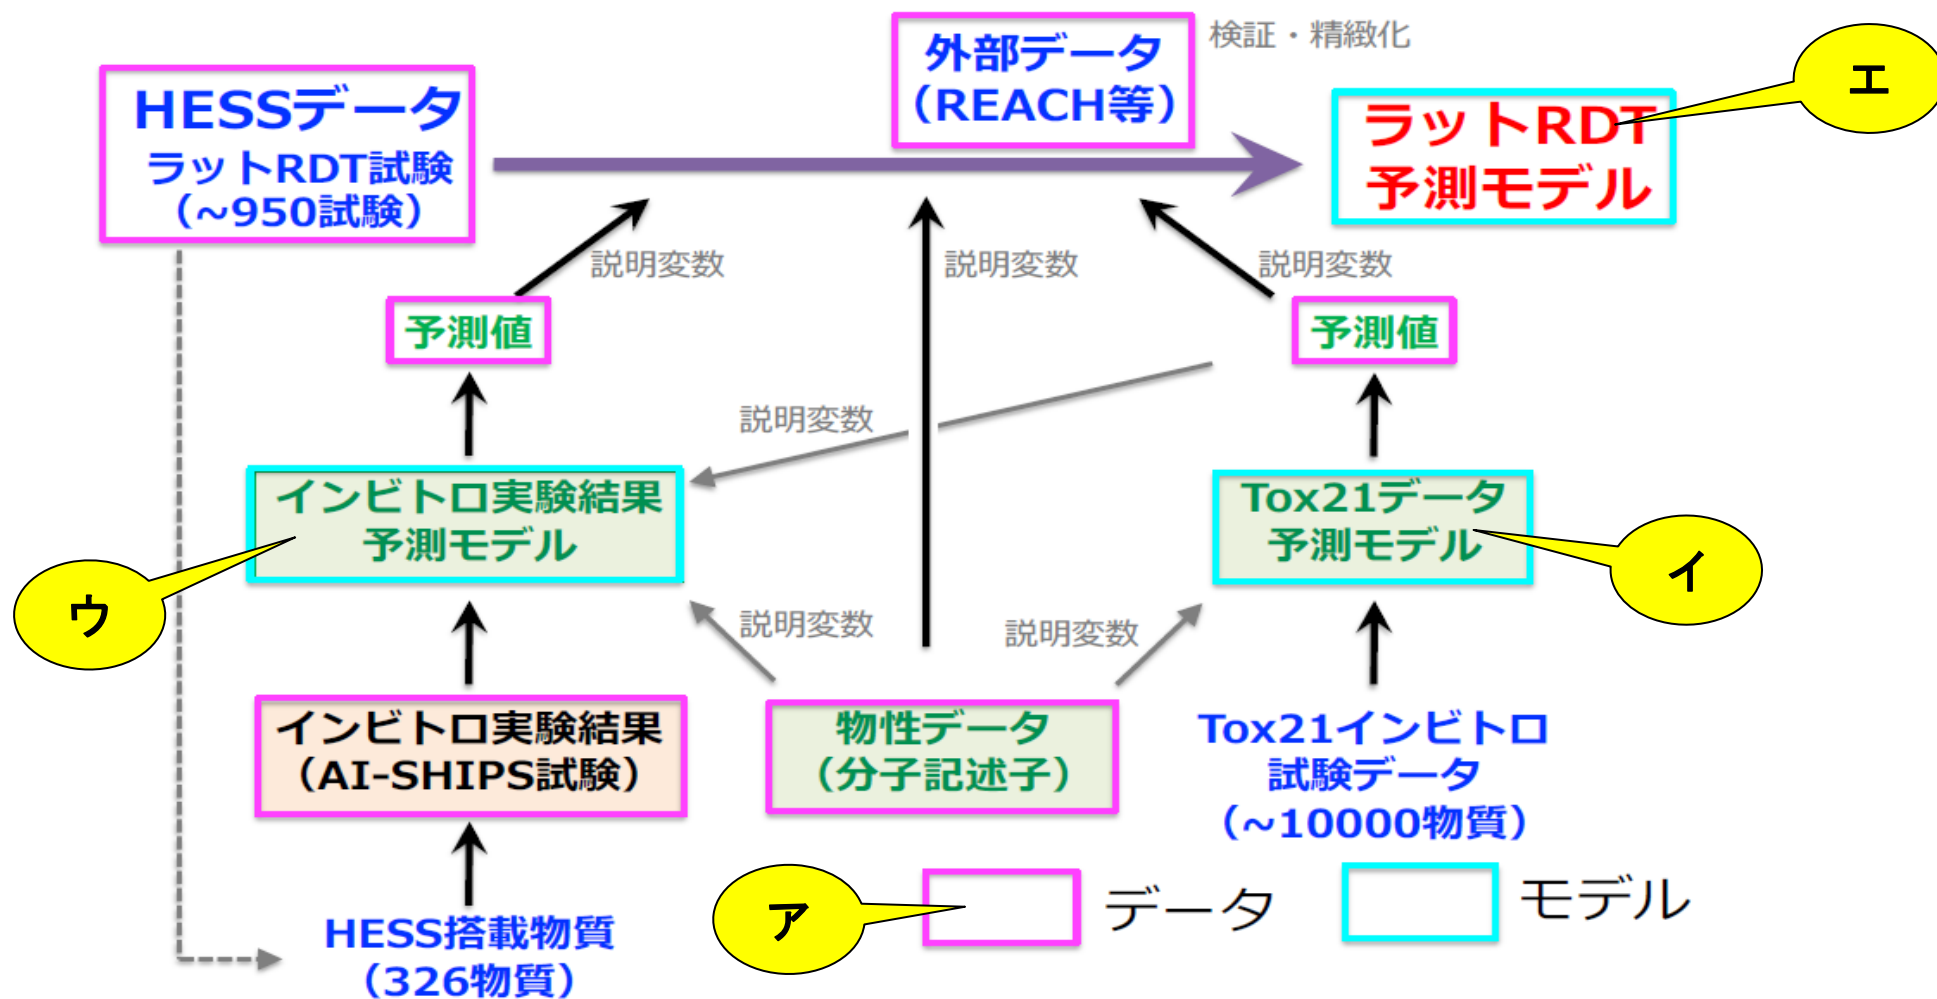 外部データ
（REACH等）
検証・精緻化
エ
HESSデータ
ラットRDT試験
（~950試験）
ラットRDT
予測モデル
説明変数
説明変数
説明変数
予測値
予測値
説明変数
インビトロ実験結果
予測モデル
Tox21データ
予測モデル
ウ
イ
説明変数
説明変数
インビトロ実験結果
（AI-SHIPS試験）
物性データ
（分子記述子）
Tox21インビトロ
試験データ
（~10000物質）
ア
データ
モデル
HESS搭載物質
（326物質）